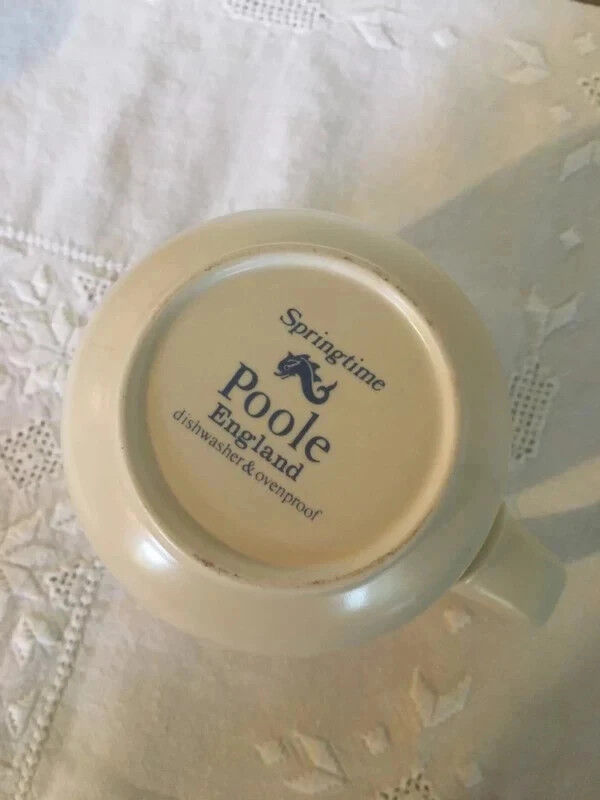 Springtime
Poole
England
dishwasher & ovenproof